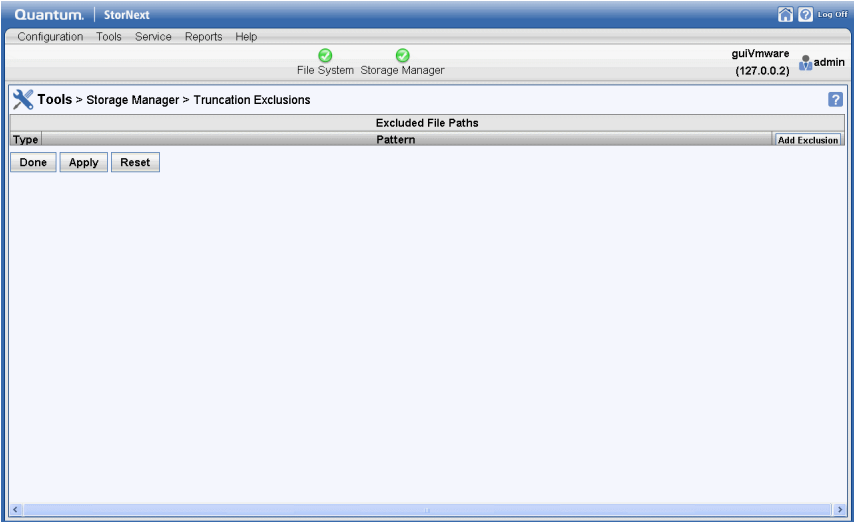 Quantum. StorNext Log Off
Configuration Tools Service Reports Help
File System Storage Manager
guiVmware
(127.0.0.2)
admin
Tools > Storage Manager > Truncation Exclusions
Excluded File Paths
Type Pattern Add Exclusion
Done Apply Reset